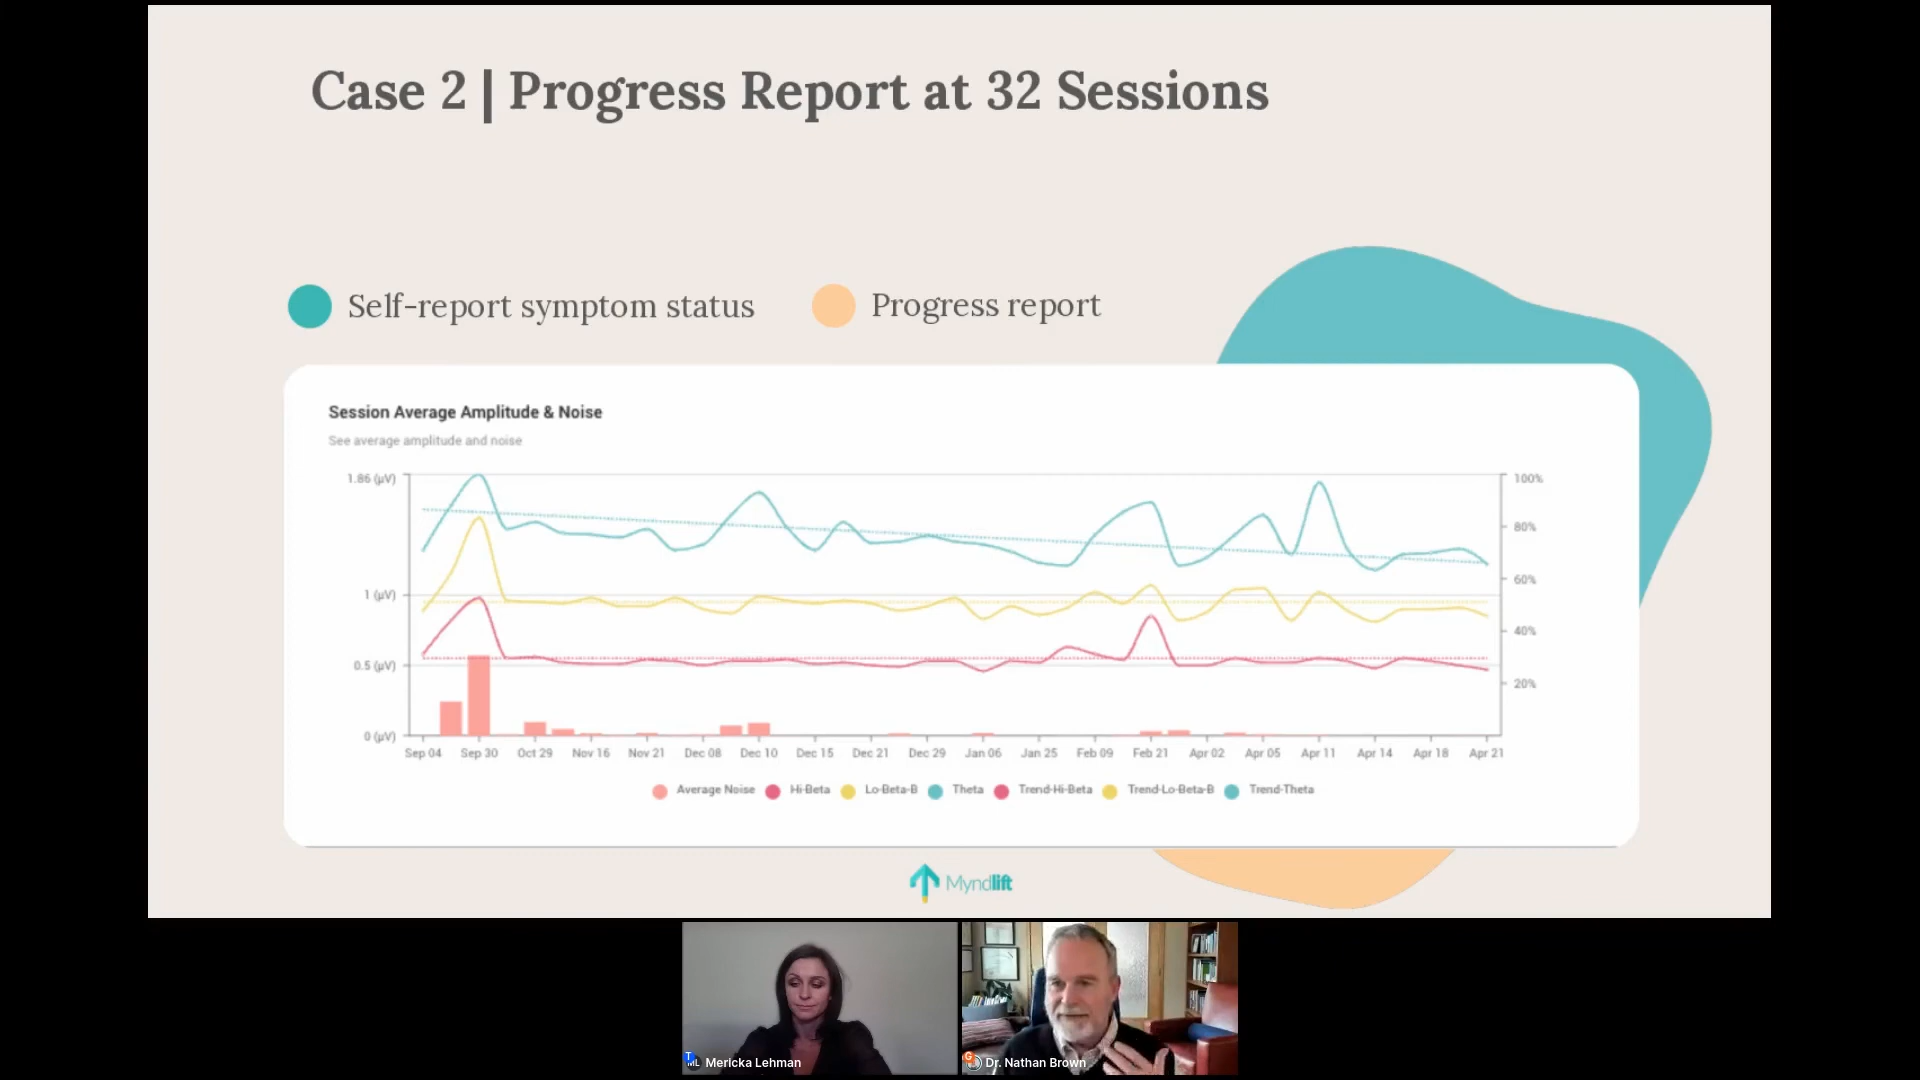 Case 2 | Progress Report at 32 Sessions
Self-report symptom status
Progress report
Session Average Amplitude & Noise
See average amplitude and noise
1.86 (µV)
1 (µV)
0.5 (µV)
0 (µV)
100%
80%
60%
40%
20%
Sep 04 Sep 30 Oct 29 Nov 16 Nov 21 Dec 08 Dec 10 Dec 15 Dec 21 Dec 29 Jan 06 Jan 25 Feb 09 Feb 21 Apr 02 Apr 05 Apr 11 Apr 14 Apr 18 Apr 21
Average Noise Hi-Beta Lo-Beta-B Theta Trend-Hi-Beta Trend-Lo-Beta-B Trend-Theta
Myndlift
T
ML Mericka Lehman
G
Dr. Nathan Brown